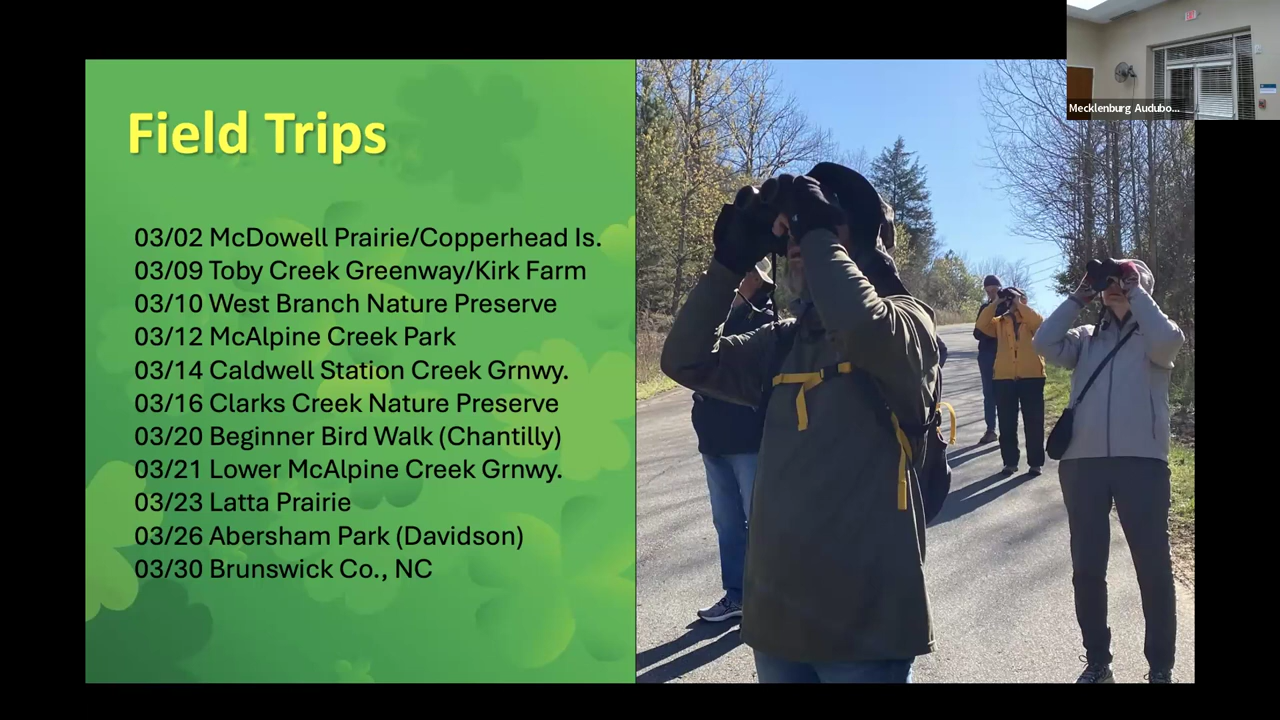 Field Trips
03/02 McDowell Prairie/Copperhead Is.
03/09 Toby Creek Greenway/Kirk Farm
03/10 West Branch Nature Preserve
03/12 McAlpine Creek Park
03/14 Caldwell Station Creek Grnwy.
03/16 Clarks Creek Nature Preserve
03/20 Beginner Bird Walk (Chantilly)
03/21 Lower McAlpine Creek Grnwy.
03/23 Latta Prairie
03/26 Abersham Park (Davidson)
03/30 Brunswick Co., NC
Mecklenburg Audubo...